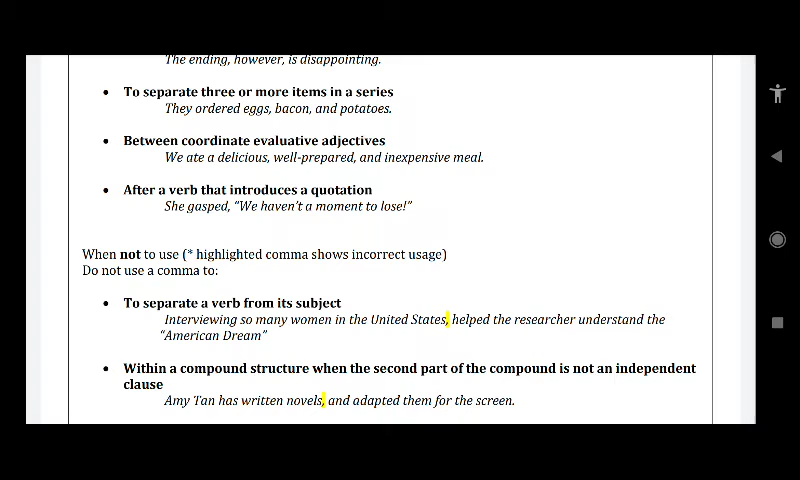 The ending, however, is disappointing.
• To separate three or more items in a series
They ordered eggs, bacon, and potatoes.
• Between coordinate evaluative adjectives
We ate a delicious, well-prepared, and inexpensive meal.
• After a verb that introduces a quotation
She gasped, “We haven’t a moment to lose!”
When not to use (* highlighted comma shows incorrect usage)
Do not use a comma to:
• To separate a verb from its subject
Interviewing so many women in the United States, helped the researcher understand the
“American Dream”
• Within a compound structure when the second part of the compound is not an independent
clause
Amy Tan has written novels, and adapted them for the screen.